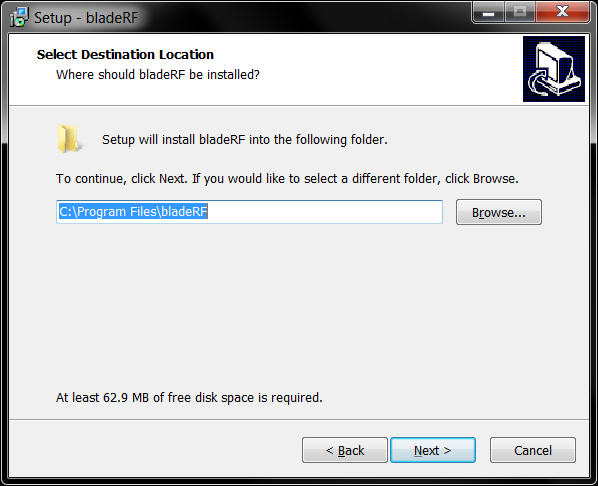 Setup - bladeRF
Select Destination Location
Where should bladeRF be installed?
Setup will install bladeRF into the following folder.
To continue, click Next. If you would like to select a different folder, click Browse.
C:\Program Files\bladeRF
Browse...
At least 62.9 MB of free disk space is required.
< Back
Next >
Cancel